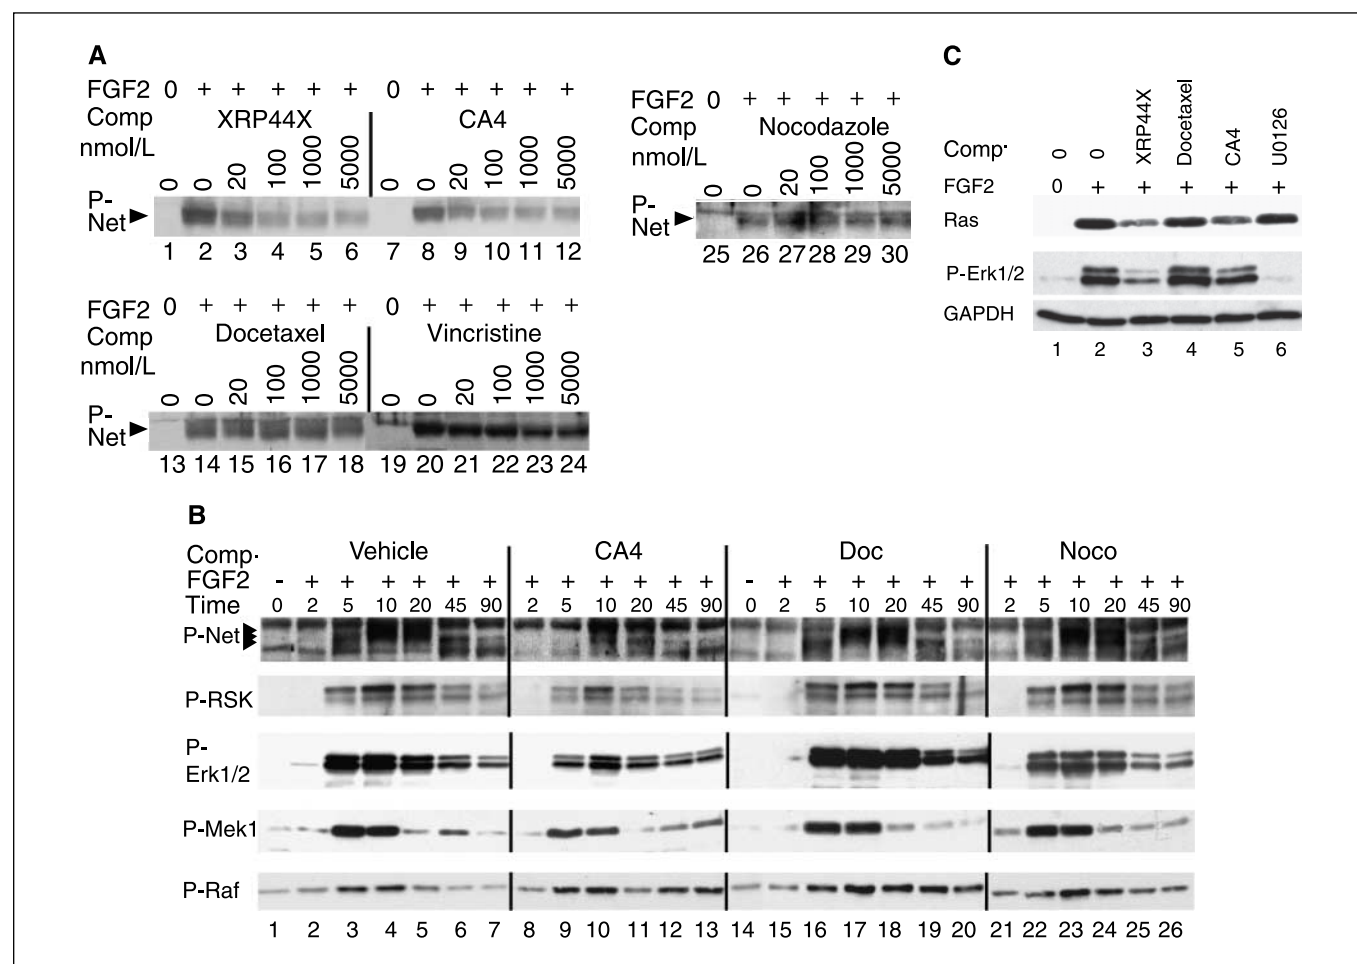 A
FGF2 0 + + + + + 0 + + + + +
Comp XRP44X CA4
nmol/L 0 0 20 100 1000 5000 0 0 20 100 1000 5000
P-
Net
1 2 3 4 5 6 7 8 9 10 11 12
FGF2 0 + + + + +
Comp Nocodazole
nmol/L 0 0 20 100 1000 5000
P-
Net
25 26 27 28 29 30
FGF2 0 + + + + + 0 + + + + +
Comp Docetaxel Vincristine
nmol/L 0 0 20 100 1000 5000 0 0 20 100 1000 5000
P-
Net
13 14 15 16 17 18 19 20 21 22 23 24
C
Comp· 0 0 XRP44X Docetaxel CA4 U0126
FGF2 0 + + + + +
Ras
P-Erk1/2
GAPDH
1 2 3 4 5 6
B
Comp· Vehicle CA4 Doc Noco
FGF2 - + + + + + + + + + + + + - + + + + + + + + + + + +
Time 0 2 5 10 20 45 90 2 5 10 20 45 90 0 2 5 10 20 45 90 2 5 10 20 45 90
P-Net
P-RSK
P-
Erk1/2
P-Mek1
P-Raf
1 2 3 4 5 6 7 8 9 10 11 12 13 14 15 16 17 18 19 20 21 22 23 24 25 26